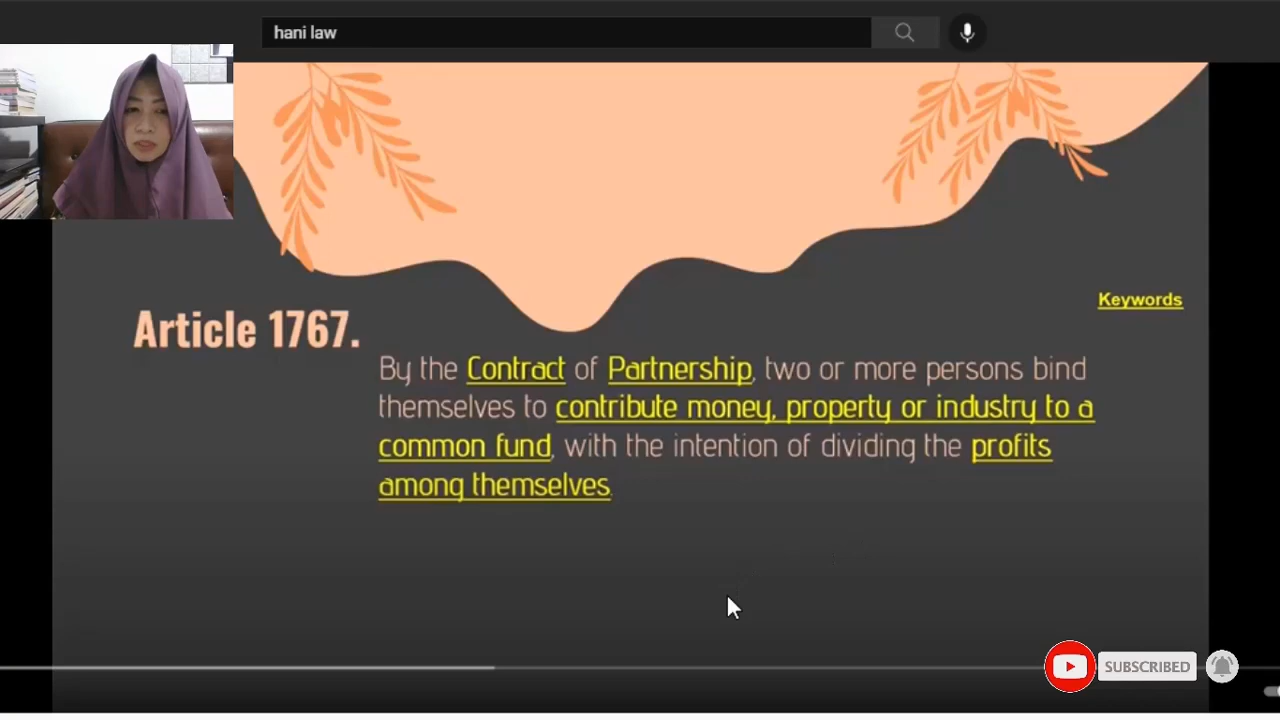 hani law
Keywords
Article 1767.
By the Contract of Partnership, two or more persons bind
themselves to contribute money, property or industry to a
common fund, with the intention of dividing the profits
among themselves.
SUBSCRIBED